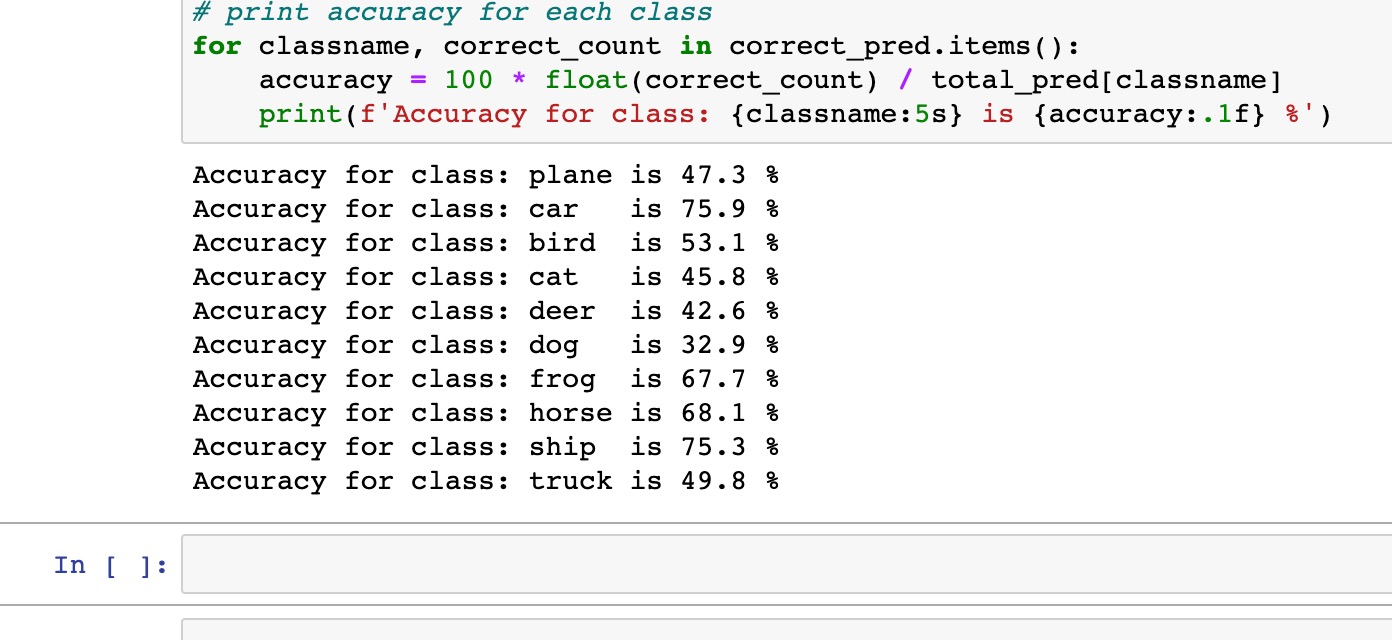 # print accuracy for each class
for classname, correct_count in correct_pred.items():
    accuracy = 100 * float(correct_count) / total_pred[classname]
    print(f'Accuracy for class: {classname:5s} is {accuracy:.1f} %')
Accuracy for class: plane is 47.3 %
Accuracy for class: car   is 75.9 %
Accuracy for class: bird  is 53.1 %
Accuracy for class: cat   is 45.8 %
Accuracy for class: deer  is 42.6 %
Accuracy for class: dog   is 32.9 %
Accuracy for class: frog  is 67.7 %
Accuracy for class: horse is 68.1 %
Accuracy for class: ship  is 75.3 %
Accuracy for class: truck is 49.8 %
In [ ]: